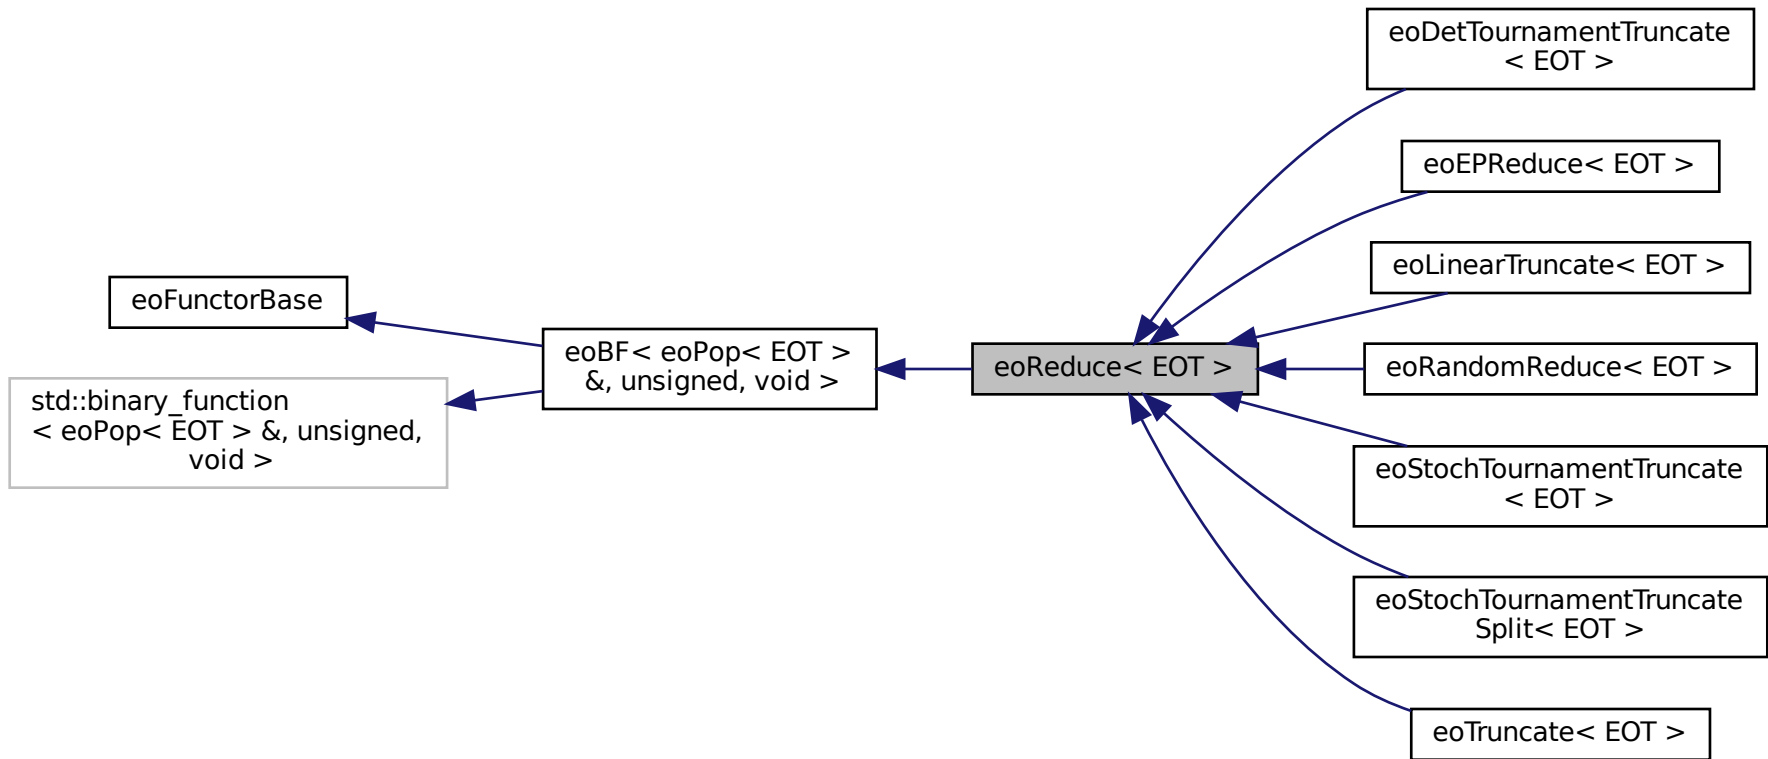 eoFunctorBase
std::binary_function
< eoPop< EOT > &, unsigned,
void >
eoBF< eoPop< EOT >
&, unsigned, void >
eoReduce< EOT >
eoDetTournamentTruncate
< EOT >
eoEPReduce< EOT >
eoLinearTruncate< EOT >
eoRandomReduce< EOT >
eoStochTournamentTruncate
< EOT >
eoStochTournamentTruncate
Split< EOT >
eoTruncate< EOT >